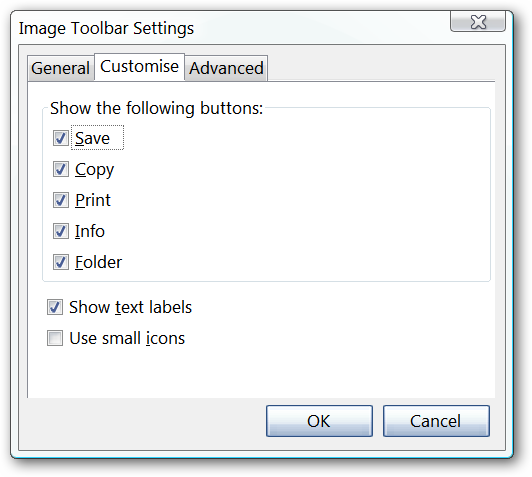 Image Toolbar Settings
General Customise Advanced
Show the following buttons:
Save
Copy
Print
Info
Folder
Show text labels
Use small icons
OK Cancel